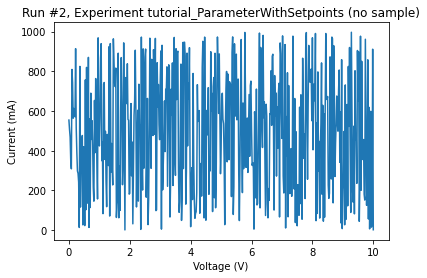 Run #2, Experiment tutorial_ParameterWithSetpoints (no sample)
1000
800
600
400
200
0
Current (mA)
0 2 4 6 8 10
Voltage (V)